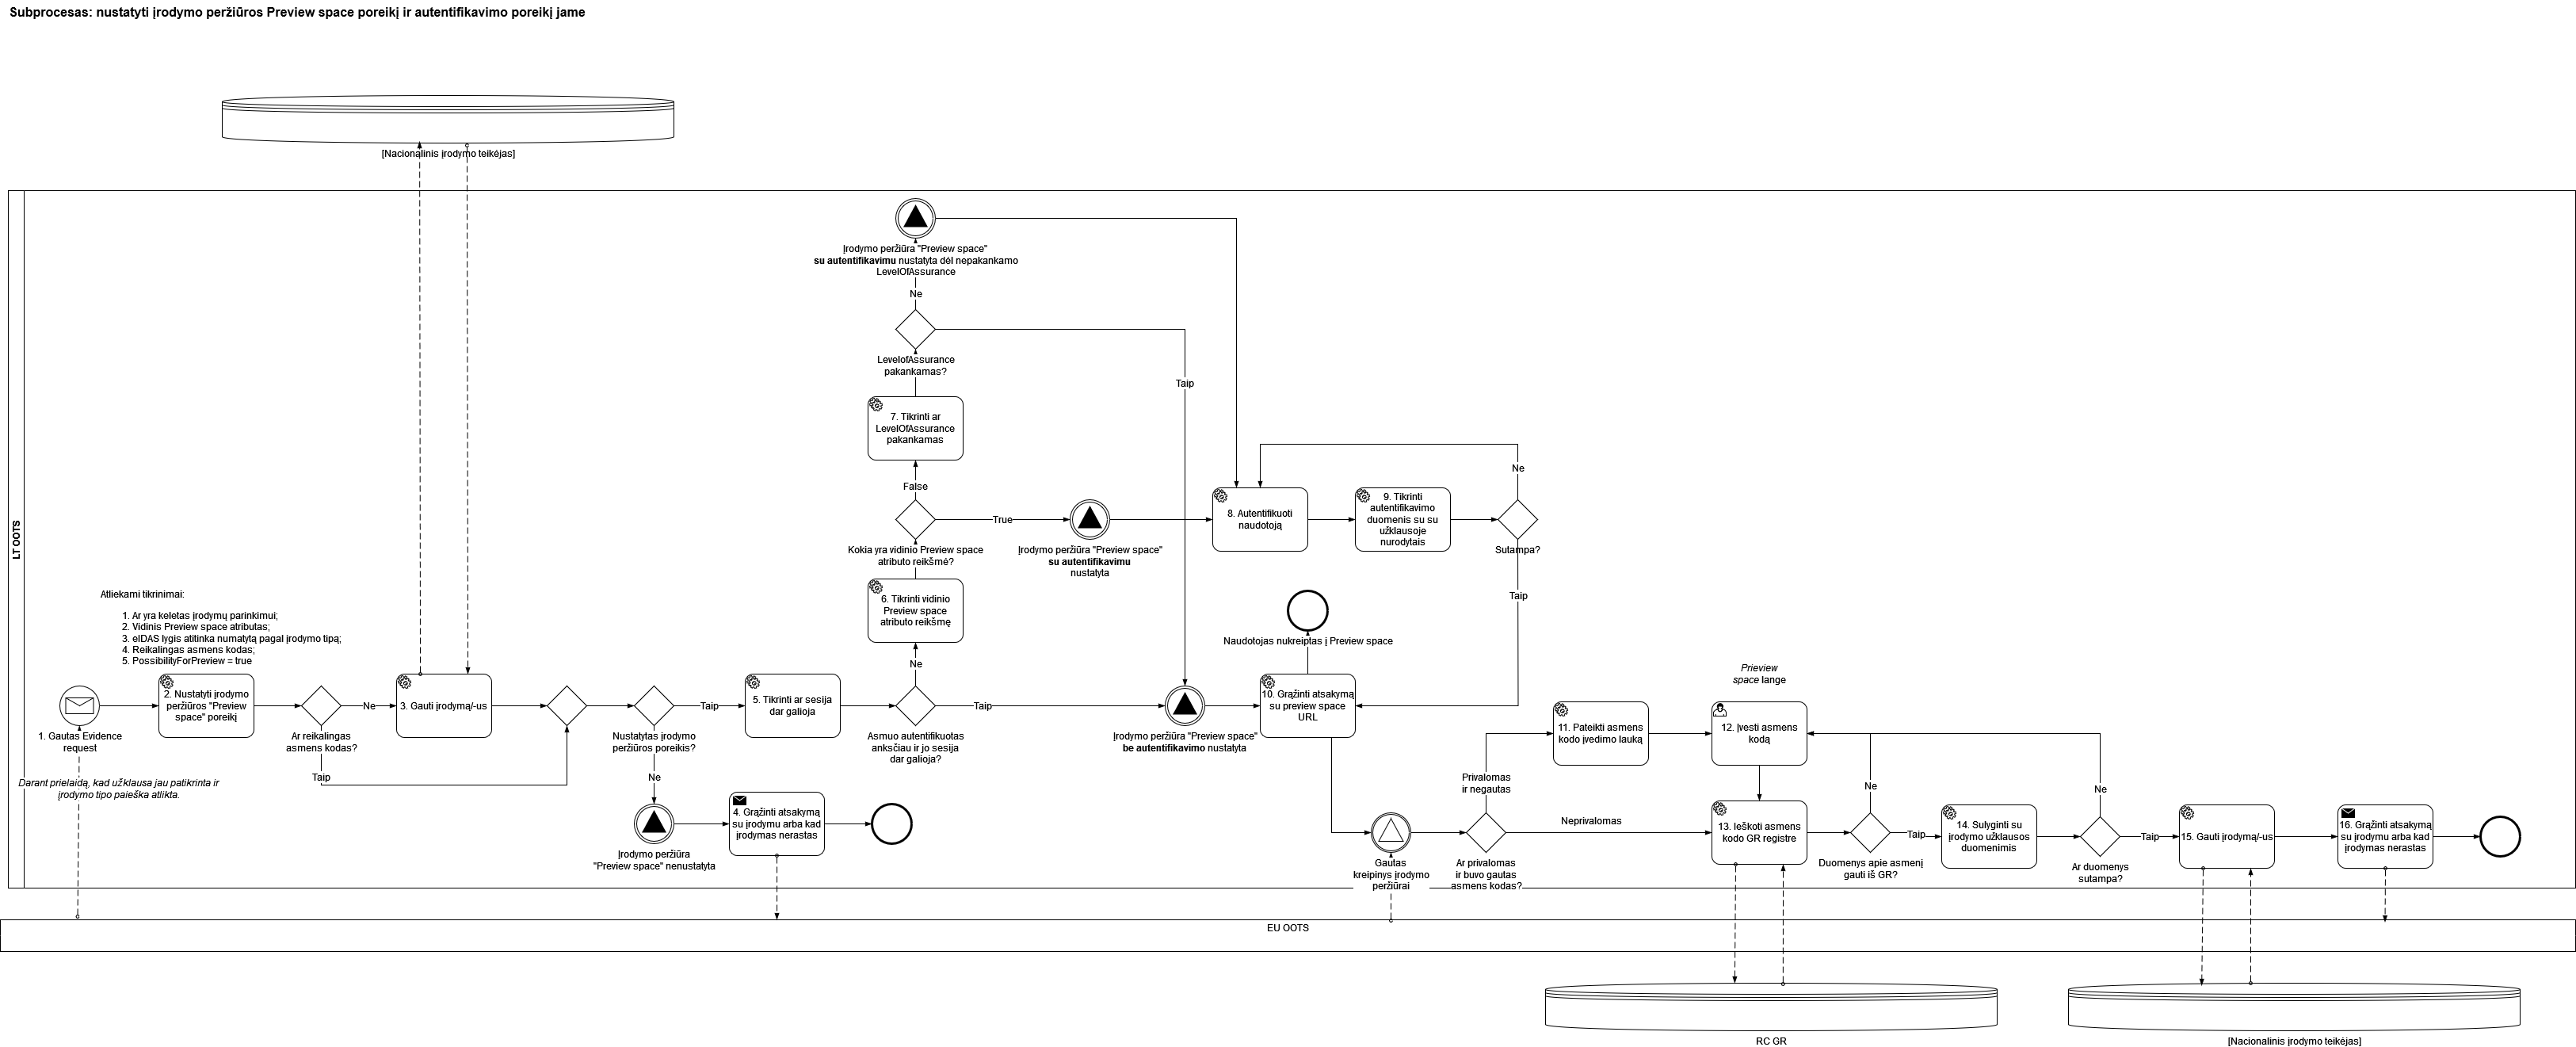 Subprocesas: nustatyti įrodymo peržiūros Preview space poreikį ir autentifikavimo poreikį jame
[Nacionalinis įrodymo teikėjas]
LT OOTS
Įrodymo peržiūra "Preview space"
su autentifikavimu nustatyta dėl nepakankamo
LevelOfAssurance
Ne
LevelofAssurance
pakankamas?
Taip
7. Tikrinti ar
LevelOfAssurance
pakankamas
False
Kokia yra vidinio Preview space
atributo reikšmė?
True
Įrodymo peržiūra "Preview space"
su autentifikavimu
nustatyta
8. Autentifikuoti
naudotoją
9. Tikrinti
autentifikavimo
duomenis su su
užklausoje
nurodytais
Ne
Sutampa?
Taip
6. Tikrinti vidinio
Preview space
atributo reikšmę
Ne
Naudotojas nukreiptas į Preview space
Atliekami tikrinimai:
1. Ar yra keletas įrodymų parinkimui;
2. Vidinis Preview space atributas;
3. eIDAS lygis atitinka numatytą pagal įrodymo tipą;
4. Reikalingas asmens kodas;
5. PossibilityForPreview = true
1. Gautas Evidence
request
Darant prielaidą, kad užklausa jau patikrinta ir
įrodymo tipo paieška atlikta.
2. Nustatyti įrodymo
peržiūros "Preview
space" poreikį
Ar reikalingas
asmens kodas?
Ne
Taip
3. Gauti įrodymą/-us
Nustatytas įrodymo
peržiūros poreikis?
Taip
Ne
Įrodymo peržiūra
"Preview space" nenustatyta
4. Grąžinti atsakymą
su įrodymu arba kad
įrodymas nerastas
5. Tikrinti ar sesija
dar galioja
Asmuo autentifikuotas
anksčiau ir jo sesija
dar galioja?
Taip
Įrodymo peržiūra "Preview space"
be autentifikavimo nustatyta
10. Grąžinti atsakymą
su preview space
URL
Gautas
kreipinys įrodymo
peržiūrai
Ar privalomas
ir buvo gautas
asmens kodas?
Privalomas
ir negautas
Neprivalomas
11. Pateikti asmens
kodo įvedimo lauką
Prieview
space lange
12. Įvesti asmens
kodą
13. Ieškoti asmens
kodo GR registre
Duomenys apie asmenį
gauti iš GR?
Ne
Taip
14. Sulyginti su
įrodymo užklausos
duomenimis
Ar duomenys
sutampa?
Ne
Taip
15. Gauti įrodymą/-us
16. Grąžinti atsakymą
su įrodymu arba kad
įrodymas nerastas
EU OOTS
RC GR
[Nacionalinis įrodymo teikėjas]